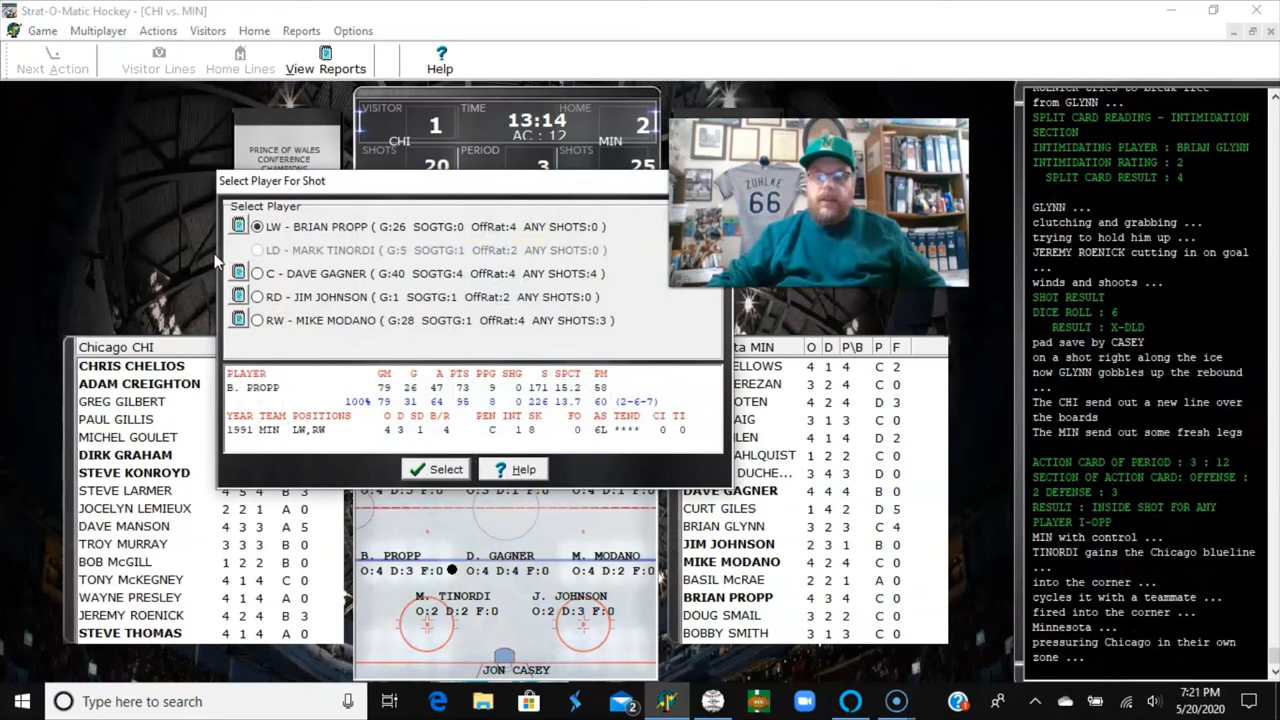 Strat-O-Matic Hockey - [CHI vs. MIN]
Game Multiplayer Actions Visitors Home Reports Options
Next Action Visitor Lines Home Lines View Reports Help
VISITOR TIME HOME
1 13:14 2
CHI AC : 12 MIN
SHOTS PERIOD SHOTS
20 3 25
PRINCE OF WALES
CONFERENCE
CHAMPIONS
ZUHLKE
66
Select Player For Shot
Select Player
LW - BRIAN PROPP ( G:26 SOGTG:0 OffRat:4 ANY SHOTS:0 )
LD - MARK TINORDI ( G:5 SOGTG:1 OffRat:2 ANY SHOTS:0 )
C - DAVE GAGNER ( G:40 SOGTG:4 OffRat:4 ANY SHOTS:4 )
RD - JIM JOHNSON ( G:1 SOGTG:1 OffRat:2 ANY SHOTS:0 )
RW - MIKE MODANO ( G:28 SOGTG:1 OffRat:4 ANY SHOTS:3 )
PLAYER GM G A PTS PPG SHG S SPCT PM
B. PROPP 79 26 47 73 9 0 171 15.2 58
100% 79 31 64 95 8 0 226 13.7 60 (2-6-7)
YEAR TEAM POSITIONS O D SD B/R PEN INT SK FO AS TEND CI TI
1991 MIN LW,RW 4 3 1 4 C 1 8 0 6L **** 0 0
Select Help
Chicago CHI
CHRIS CHELIOS
ADAM CREIGHTON
GREG GILBERT
PAUL GILLIS
MICHEL GOULET
DIRK GRAHAM
STEVE KONROYD
STEVE LARMER 4 5 4 B 3
JOCELYN LEMIEUX 2 2 1 A 0
DAVE MANSON 4 3 3 A 5
TROY MURRAY 3 3 3 B 0
BOB McGILL 1 2 2 B 0
TONY McKEGNEY 4 1 4 C 0
WAYNE PRESLEY 4 1 4 A 0
JEREMY ROENICK 4 4 4 B 3
STEVE THOMAS 4 1 4 A 0
B. PROPP D. GAGNER M. MODANO
O:4 D:3 F:0 O:4 D:4 F:0 O:4 D:2 F:0
M. TINORDI J. JOHNSON
O:2 D:2 F:0 O:2 D:3 F:0
JON CASEY
ta MIN O D P\B P F
ELLOWS 4 1 4 C 2
EREZAN 3 4 3 C 0
OTEN 4 2 3 D 0
AIG 3 1 3 C 0
LEN 4 1 4 D 2
AHLQUIST 1 2 2 C 0
DUCHE... 3 4 3 D 0
DAVE GAGNER 4 4 4 B 0
CURT GILES 1 4 2 D 5
BRIAN GLYNN 3 2 3 C 4
JIM JOHNSON 2 3 1 B 0
MIKE MODANO 4 2 4 C 0
BASIL McRAE 2 2 1 A 0
BRIAN PROPP 4 3 4 C 0
DOUG SMAIL 3 2 2 C 0
BOBBY SMITH 3 1 3 C 0
ROENICK tries to break free
from GLYNN ...
SPLIT CARD READING - INTIMIDATION
SECTION
INTIMIDATING PLAYER : BRIAN GLYNN
INTIMIDATION RATING : 2
SPLIT CARD RESULT : 4
GLYNN ...
clutching and grabbing ...
trying to hold him up ...
JEREMY ROENICK cutting in on goal
...
winds and shoots ...
SHOT RESULT
DICE ROLL : 6
RESULT : X-DLD
pad save by CASEY
on a shot right along the ice
now GLYNN gobbles up the rebound
...
The CHI send out a new line over
the boards
The MIN send out some fresh legs
ACTION CARD OF PERIOD : 3 : 12
SECTION OF ACTION CARD: OFFENSE :
2 DEFENSE : 3
RESULT : INSIDE SHOT FOR ANY
PLAYER I-OPP
MIN with control ...
TINORDI gains the Chicago blueline
...
into the corner ...
cycles it with a teammate ...
fired into the corner ...
Minnesota ...
pressuring Chicago in their own
zone ...
Type here to search
2
7:21 PM
5/20/2020